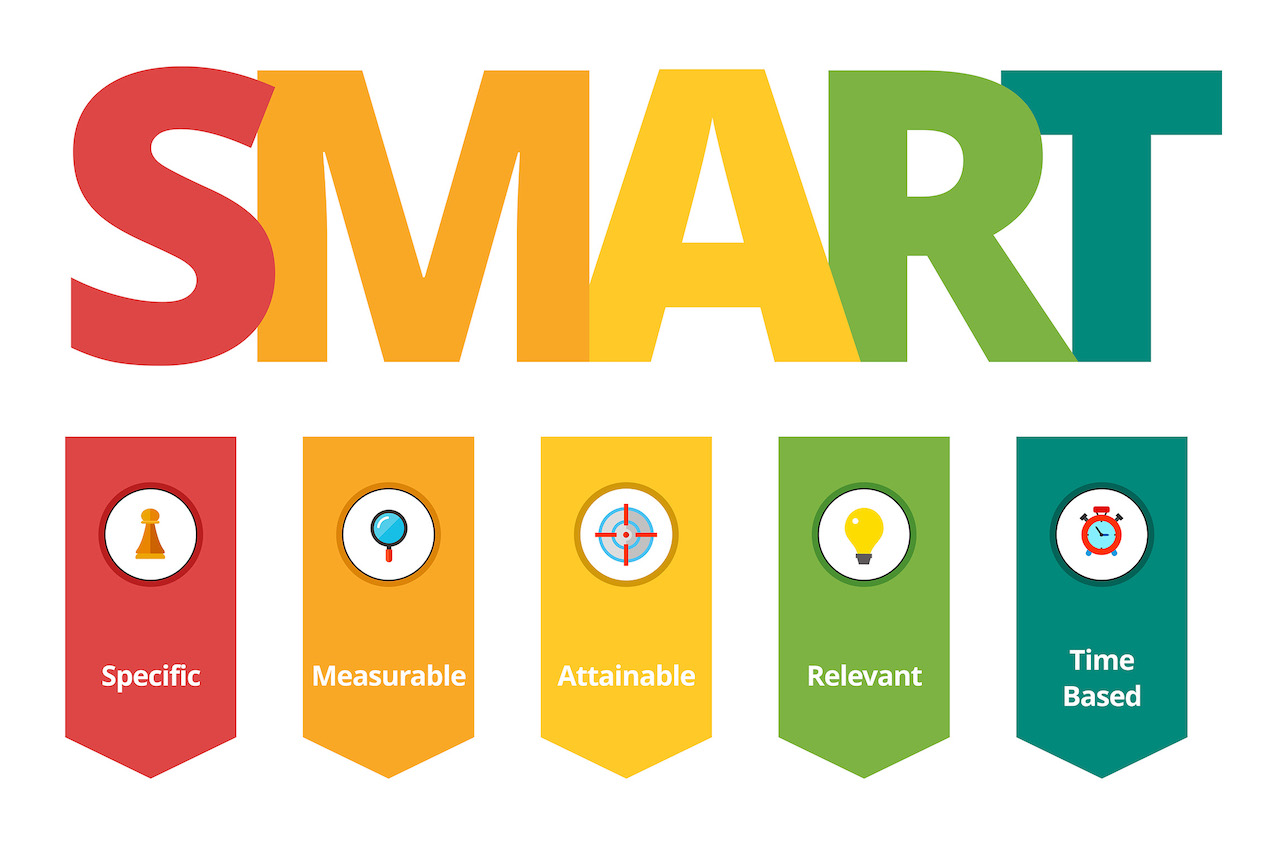 SMART
Specific
Measurable
Attainable
Relevant
Time
Based